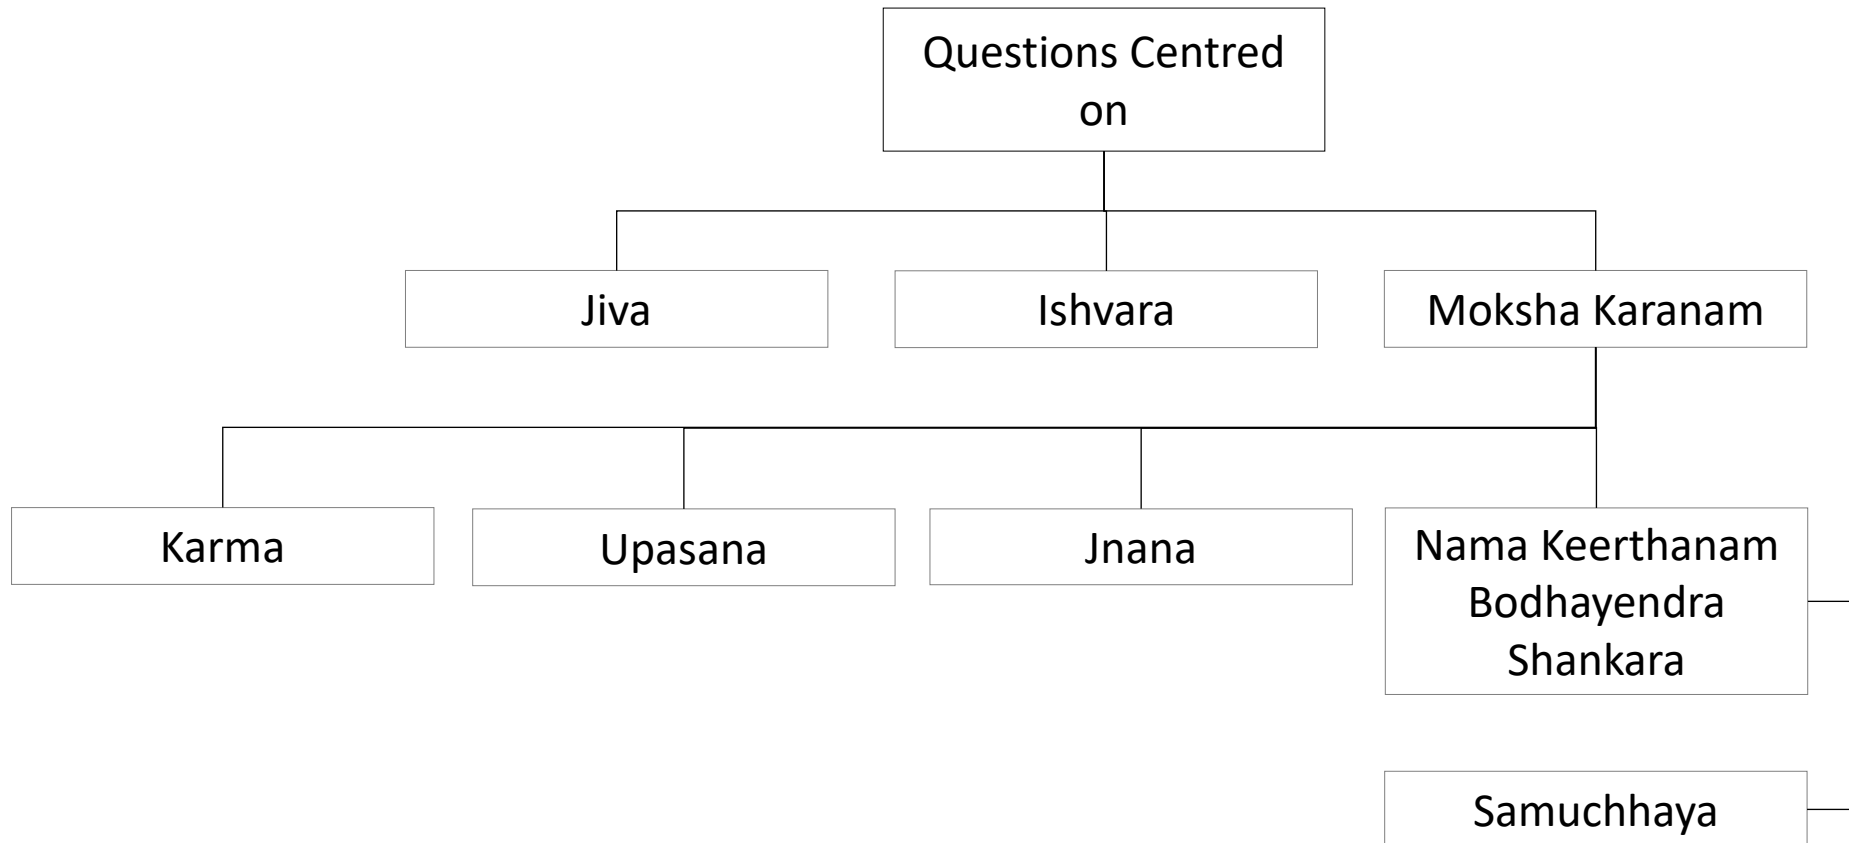 Questions Centred
on
Jiva
Ishvara
Moksha Karanam
Karma
Upasana
Jnana
Nama Keerthanam
Bodhayendra
Shankara
Samuchhaya